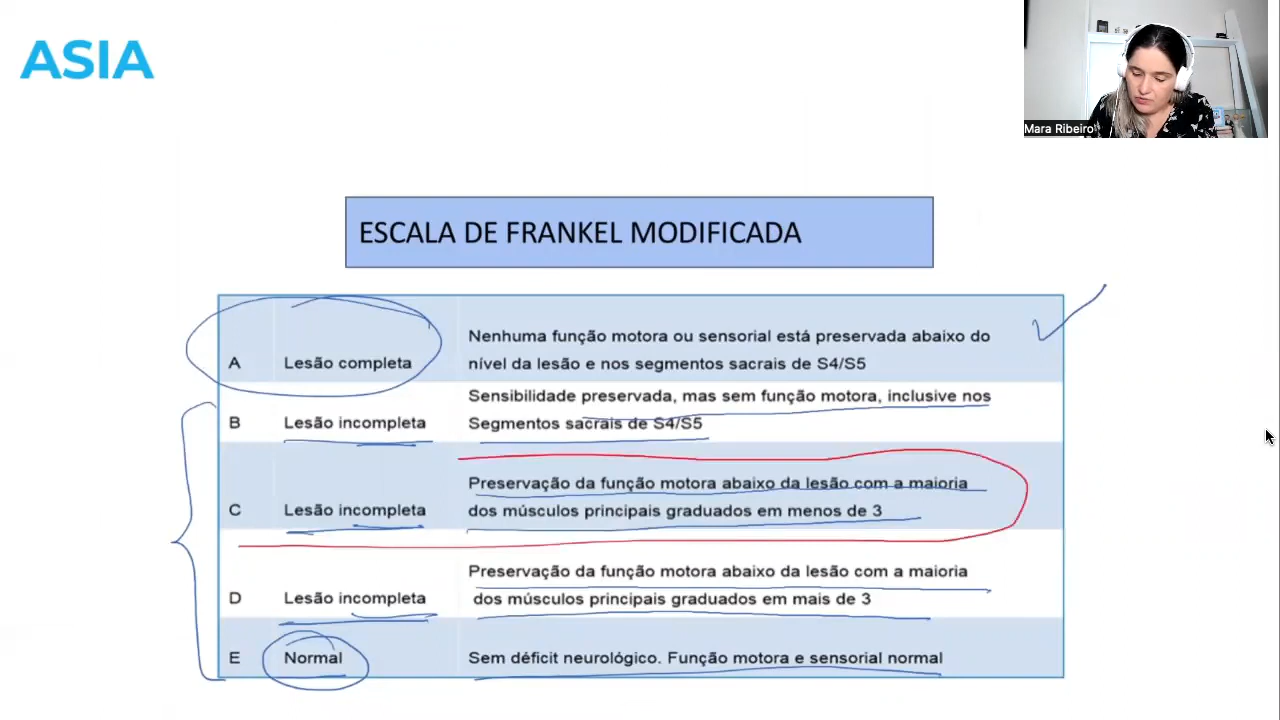 ASIA
Mara Ribeiro
ESCALA DE FRANKEL MODIFICADA
A Lesão completa Nenhuma função motora ou sensorial está preservada abaixo do
nível da lesão e nos segmentos sacrais de S4/S5
B Lesão incompleta Sensibilidade preservada, mas sem função motora, inclusive nos
Segmentos sacrais de S4/S5
C Lesão incompleta Preservação da função motora abaixo da lesão com a maioria
dos músculos principais graduados em menos de 3
D Lesão incompleta Preservação da função motora abaixo da lesão com a maioria
dos músculos principais graduados em mais de 3
E Normal Sem déficit neurológico. Função motora e sensorial normal